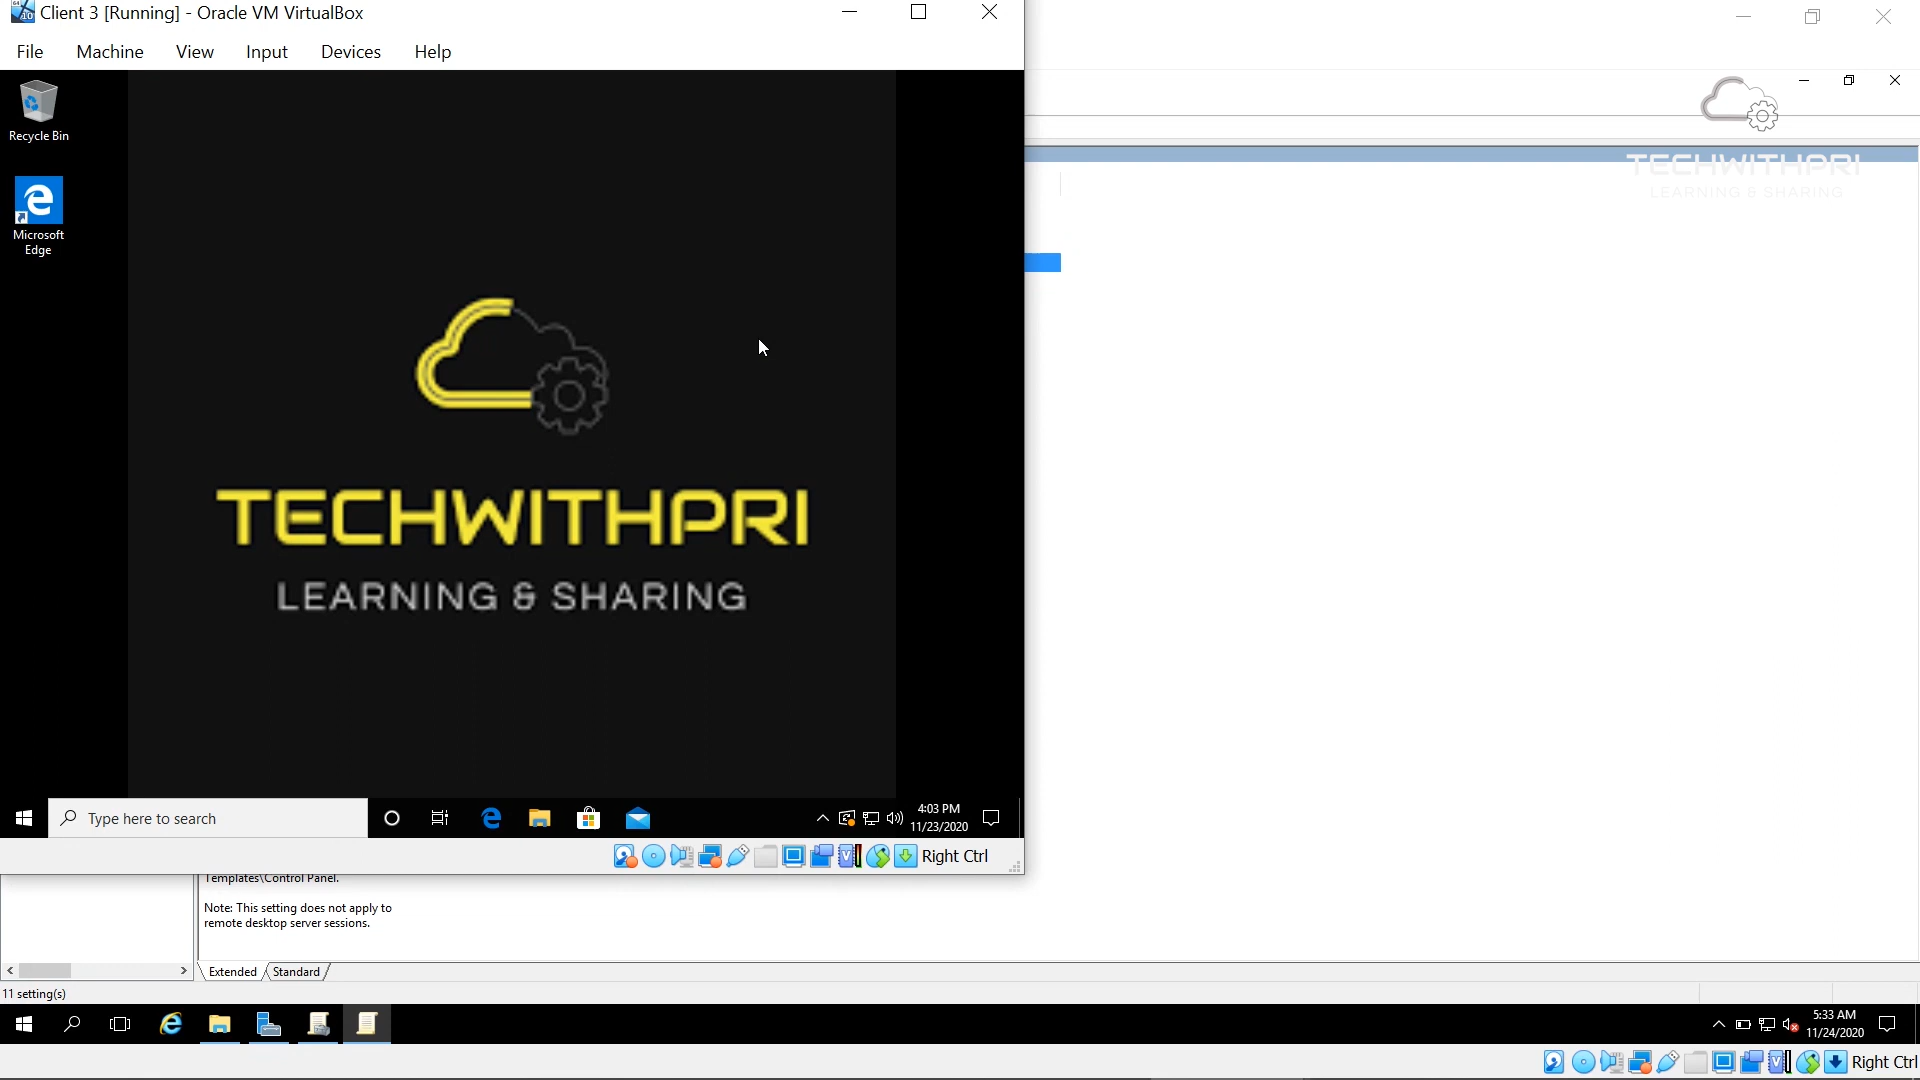 Client 3 [Running] - Oracle VM VirtualBox
File Machine View Input Devices Help
Recycle Bin
Microsoft
Edge
TECHWITHPRI
LEARNING & SHARING
TECHWITHPRI
LEARNING & SHARING
Type here to search
4:03 PM
11/23/2020
Right Ctrl
Templates\Control Panel.
Note: This setting does not apply to
remote desktop server sessions.
Extended Standard
11 setting(s)
5:33 AM
11/24/2020
Right Ctrl